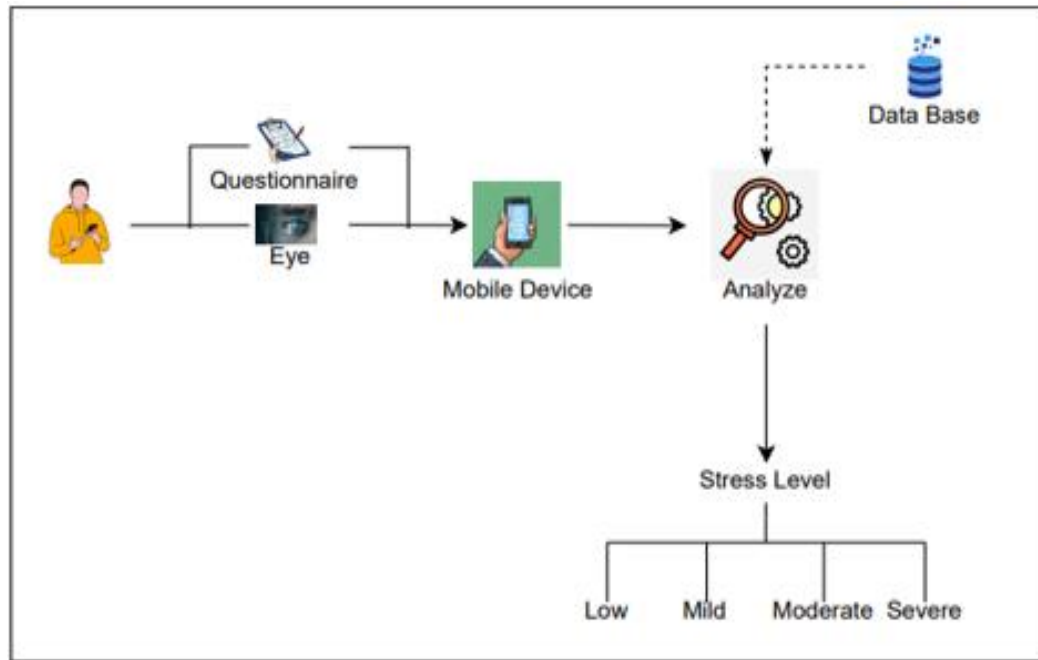 Data Base
Questionnaire
Eye
Mobile Device
Analyze
Stress Level
Low Mild Moderate Severe